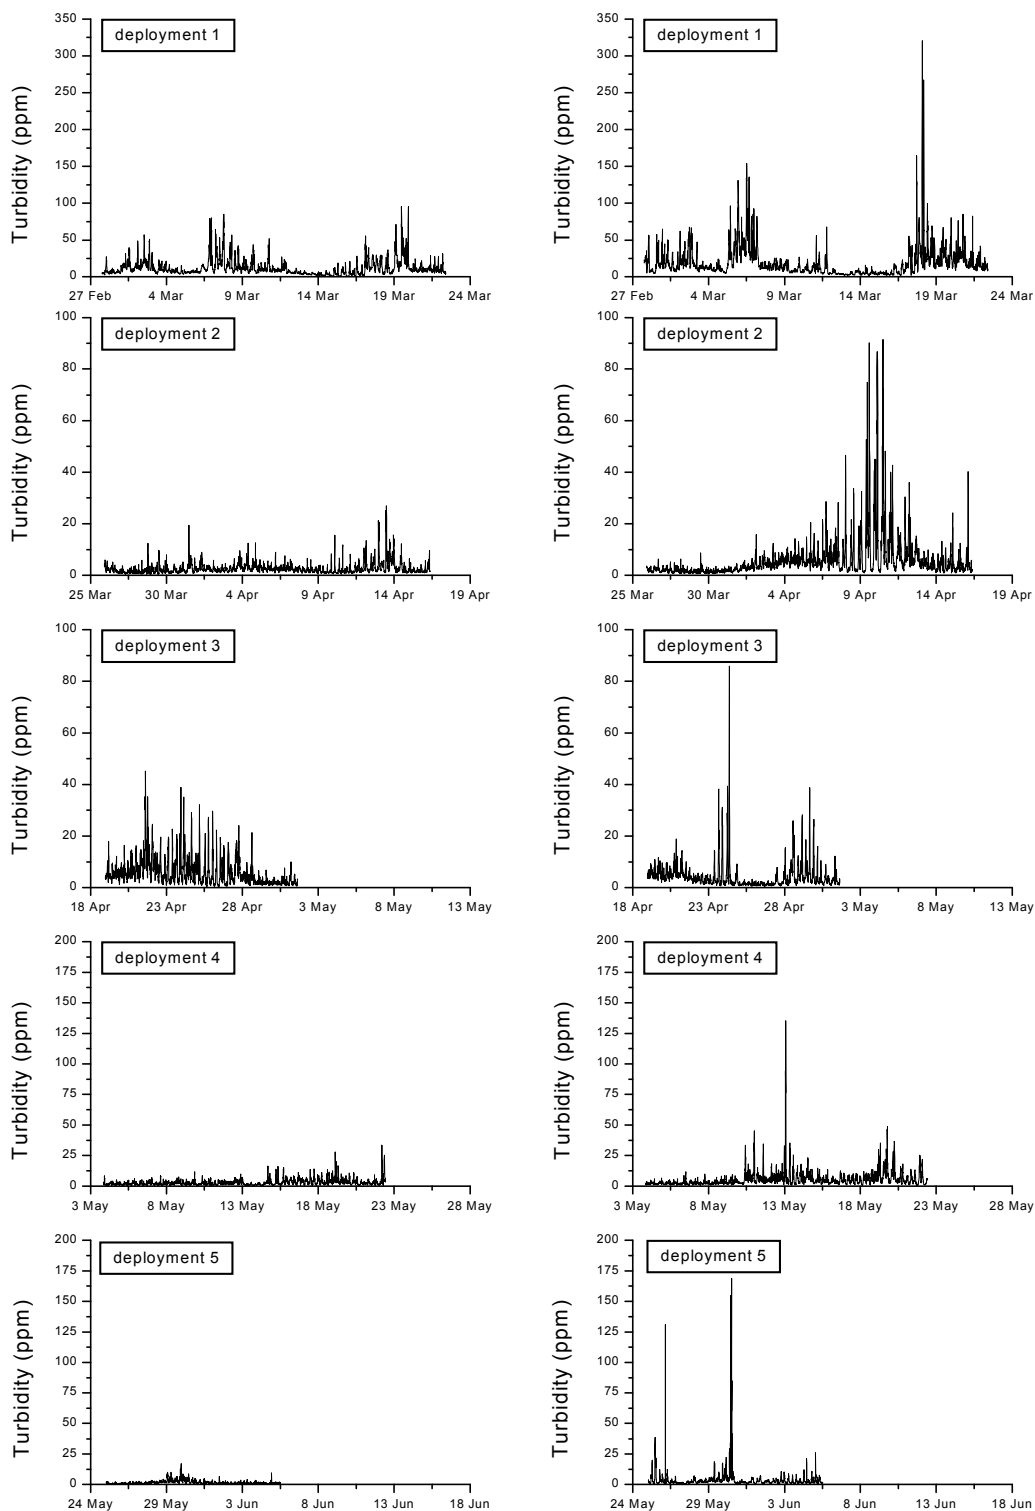 deployment 1
Turbidity (ppm)
350
300
250
200
150
100
50
0
27 Feb 4 Mar 9 Mar 14 Mar 19 Mar 24 Mar
deployment 1
Turbidity (ppm)
350
300
250
200
150
100
50
0
27 Feb 4 Mar 9 Mar 14 Mar 19 Mar 24 Mar
deployment 2
Turbidity (ppm)
100
80
60
40
20
0
25 Mar 30 Mar 4 Apr 9 Apr 14 Apr 19 Apr
deployment 2
Turbidity (ppm)
100
80
60
40
20
0
25 Mar 30 Mar 4 Apr 9 Apr 14 Apr 19 Apr
deployment 3
Turbidity (ppm)
100
80
60
40
20
0
18 Apr 23 Apr 28 Apr 3 May 8 May 13 May
deployment 3
Turbidity (ppm)
100
80
60
40
20
0
18 Apr 23 Apr 28 Apr 3 May 8 May 13 May
deployment 4
Turbidity (ppm)
200
175
150
125
100
75
50
25
0
3 May 8 May 13 May 18 May 23 May 28 May
deployment 4
Turbidity (ppm)
200
175
150
125
100
75
50
25
0
3 May 8 May 13 May 18 May 23 May 28 May
deployment 5
Turbidity (ppm)
200
175
150
125
100
75
50
25
0
24 May 29 May 3 Jun 8 Jun 13 Jun 18 Jun
deployment 5
Turbidity (ppm)
200
175
150
125
100
75
50
25
0
24 May 29 May 3 Jun 8 Jun 13 Jun 18 Jun